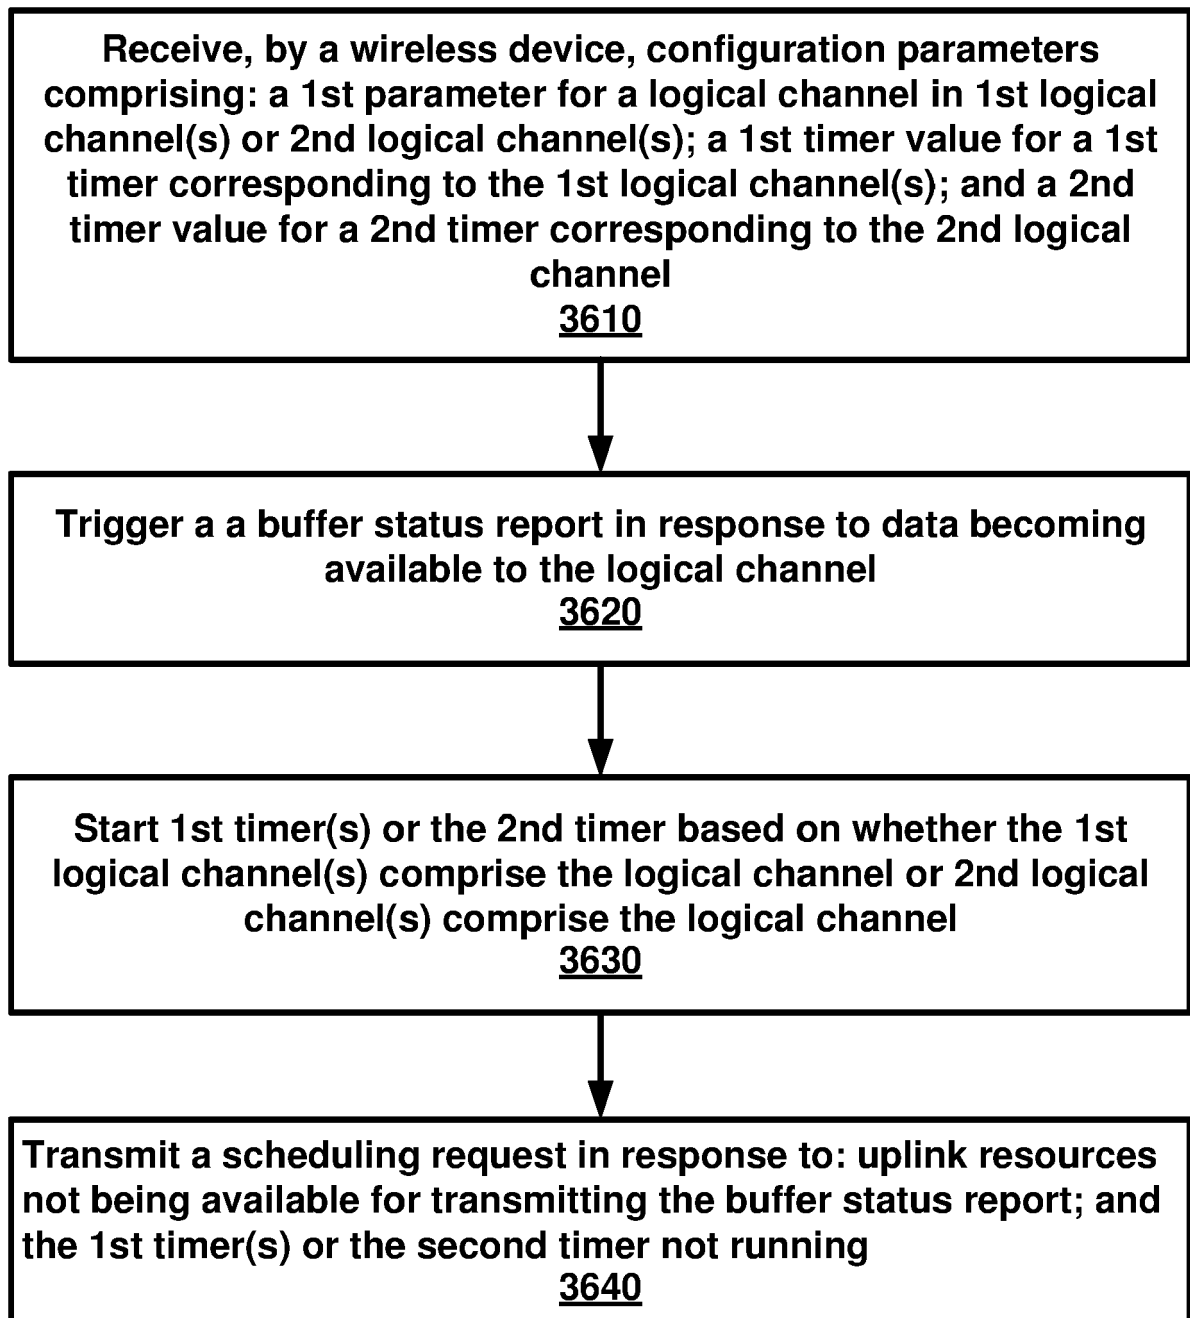 Receive, by a wireless device, configuration parameters
comprising: a 1st parameter for a logical channel in 1st logical
channel(s) or 2nd logical channel(s); a 1st timer value for a 1st
timer corresponding to the 1st logical channel(s); and a 2nd
timer value for a 2nd timer corresponding to the 2nd logical
channel
3610
Trigger a a buffer status report in response to data becoming
available to the logical channel
3620
Start 1st timer(s) or the 2nd timer based on whether the 1st
logical channel(s) comprise the logical channel or 2nd logical
channel(s) comprise the logical channel
3630
Transmit a scheduling request in response to: uplink resources
not being available for transmitting the buffer status report; and
the 1st timer(s) or the second timer not running
3640